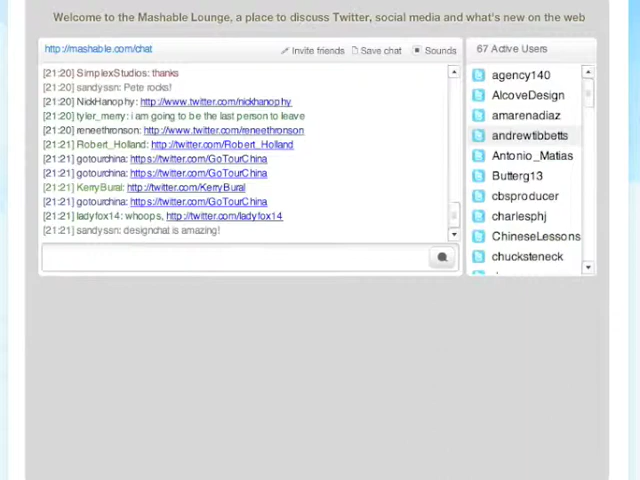 Welcome to the Mashable Lounge, a place to discuss Twitter, social media and what's new on the web
http://mashable.com/chat
Invite friends
Save chat
Sounds
67 Active Users
[21:20] SimplexStudios: thanks
[21:20] sandyssn: Pete rocks!
[21:20] NickHanophy: http://www.twitter.com/nickhanophy
[21:20] tyler_merry: i am going to be the last person to leave
[21:20] reneethronson: http://www.twitter.com/reneethronson
[21:21] Robert_Holland: http://twitter.com/Robert_Holland
[21:21] gotourchina: https://twitter.com/GoTourChina
[21:21] gotourchina: https://twitter.com/GoTourChina
[21:21] KerryBural: http://twitter.com/KerryBural
[21:21] gotourchina: https://twitter.com/GoTourChina
[21:21] ladyfox14: whoops, http://twitter.com/ladyfox14
[21:21] sandyssn: designchat is amazing!
agency140
AlcoveDesign
amarenadiaz
andrewtibbetts
Antonio_Matias
Butterg13
cbsproducer
charlesphj
ChineseLessons
chucksteneck